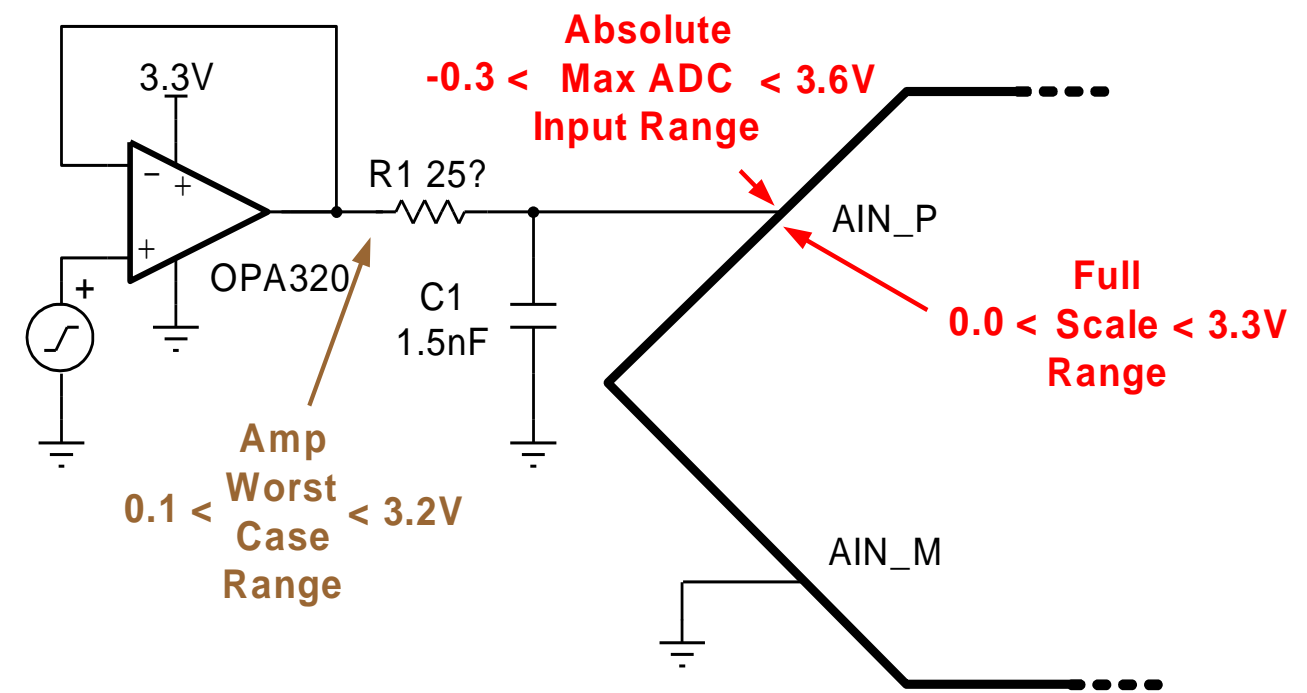 Absolute
-0.3 < Max ADC < 3.6V
Input Range
3.3V
−
+
+
+
OPA320
R1 25?
C1
1.5nF
AIN_P
Full
0.0 < Scale < 3.3V
Range
Amp
Worst
0.1 < < 3.2V
Case
Range
AIN_M